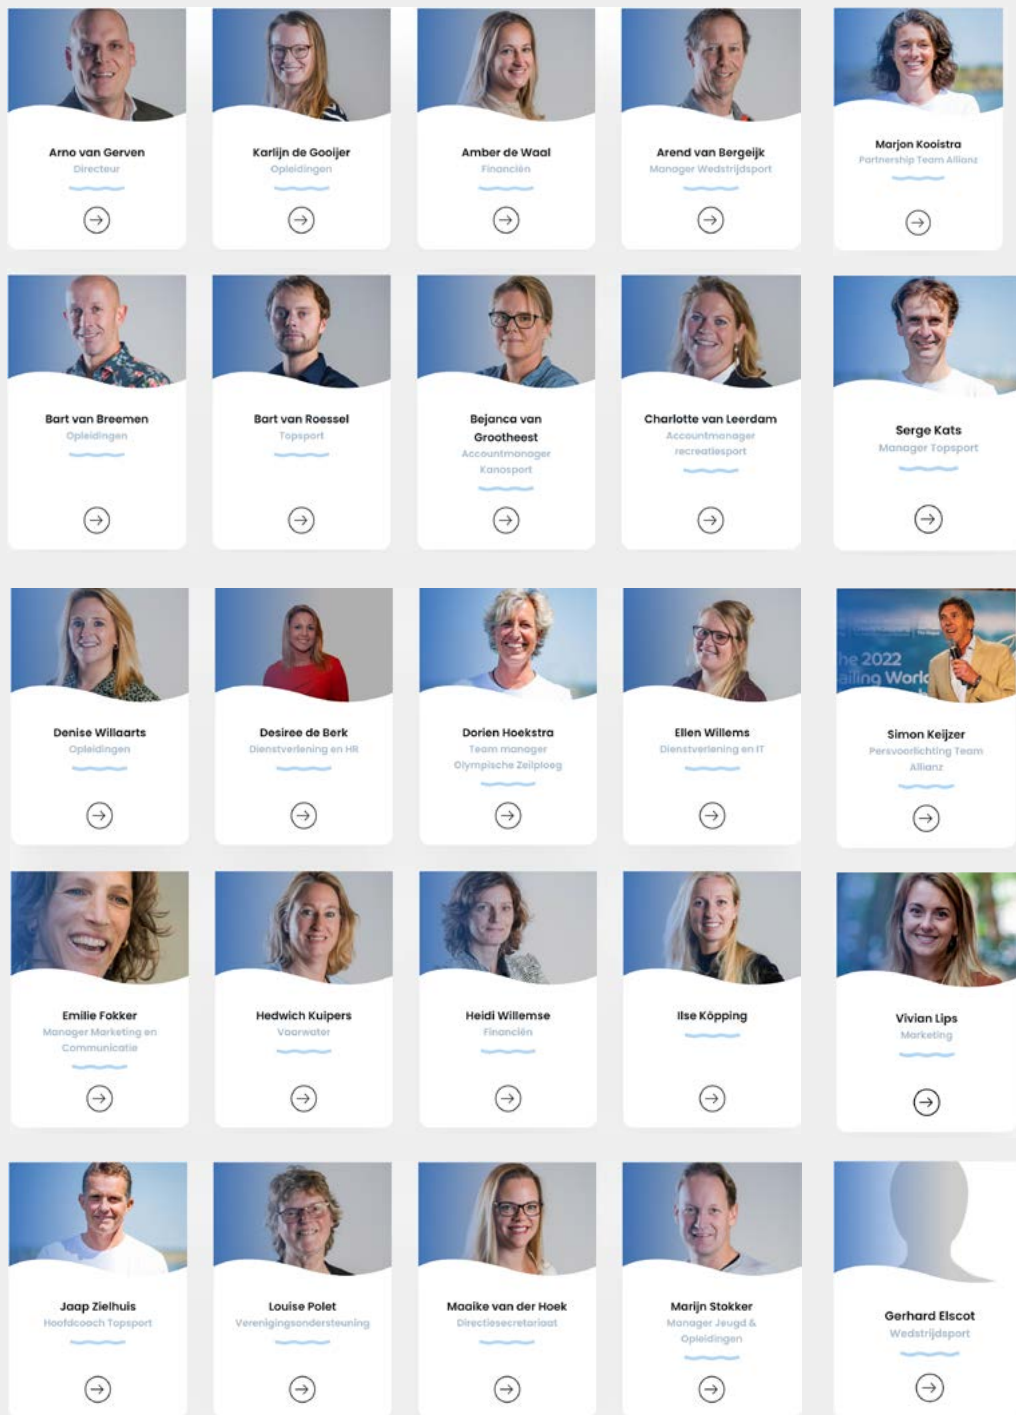 Arno van Gerven
Directeur
Karlijn de Gooijer
Opleidingen
Amber de Waal
Financiën
Arend van Bergeijk
Manager Wedstrijdsport
Marjon Kooistra
Partnership Team Allianz
Bart van Breemen
Opleidingen
Bart van Roessel
Topsport
Bejanca van
Grootheest
Accountmanager
Kanosport
Charlotte van Leerdam
Accountmanager
recreatiesport
Serge Kats
Manager Topsport
Denise Willaarts
Opleidingen
Desiree de Berk
Dienstverlening en HR
Dorien Hoekstra
Team manager
Olympische Zeilploeg
Ellen Willems
Dienstverlening en IT
he 2022
ailing World
Simon Keijzer
Persvoorlichting Team
Allianz
Emilie Fokker
Manager Marketing en
Communicatie
Hedwich Kuipers
Vaarwater
Heidi Willemse
Financiën
Ilse Köpping
Vivian Lips
Marketing
Jaap Zielhuis
Hoofdcoach Topsport
Louise Polet
Verenigingsondersteuning
Maaike van der Hoek
Directiesecretariaat
Marijn Stokker
Manager Jeugd &
Opleidingen
Gerhard Elscot
Wedstrijdsport